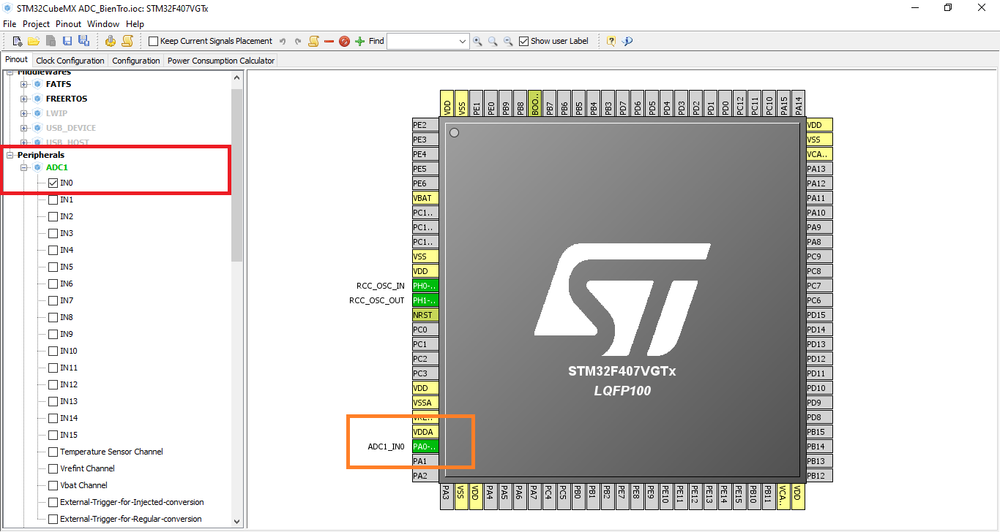 STM32CubeMX ADC_BienTro.ioc: STM32F407VGTx
File Project Pinout Window Help
Keep Current Signals Placement Find Show user Label
Pinout Clock Configuration Configuration Power Consumption Calculator
MiddleWares
FATFS
FREERTOS
LWIP
USB_DEVICE
USB_HOST
Peripherals
ADC1
IN0
IN1
IN2
IN3
IN4
IN5
IN6
IN7
IN8
IN9
IN10
IN11
IN12
IN13
IN14
IN15
Temperature Sensor Channel
Vrefint Channel
Vbat Channel
External-Trigger-for-Injected-conversion
External-Trigger-for-Regular-conversion
VDD VSS PE1 PE0 PB9 PB8 BOO.. PB7 PB6 PB5 PB4 PB3 PD7 PD6 PD5 PD4 PD3 PD2 PD1 PD0 PC12 PC11 PC10 PA15 PA14
PE2
PE3
PE4
PE5
PE6
VBAT
PC1..
PC1..
PC1..
VSS
VDD
RCC_OSC_IN PH0-..
RCC_OSC_OUT PH1-..
NRST
PC0
PC1
PC2
PC3
VDD
VSSA
VRE..
VDDA
ADC1_IN0 PA0-..
PA1
PA2
STM32F407VGTx
LQFP100
VDD
VSS
VCA..
PA13
PA12
PA11
PA10
PA9
PA8
PC9
PC8
PC7
PC6
PD15
PD14
PD13
PD12
PD11
PD10
PD9
PD8
PB15
PB14
PB13
PB12
PA3 VSS VDD PA4 PA5 PA6 PA7 PC4 PC5 PB0 PB1 PB2 PE7 PE8 PE9 PE10 PE11 PE12 PE13 PE14 PE15 PB10 PB11 VCA.. VDD